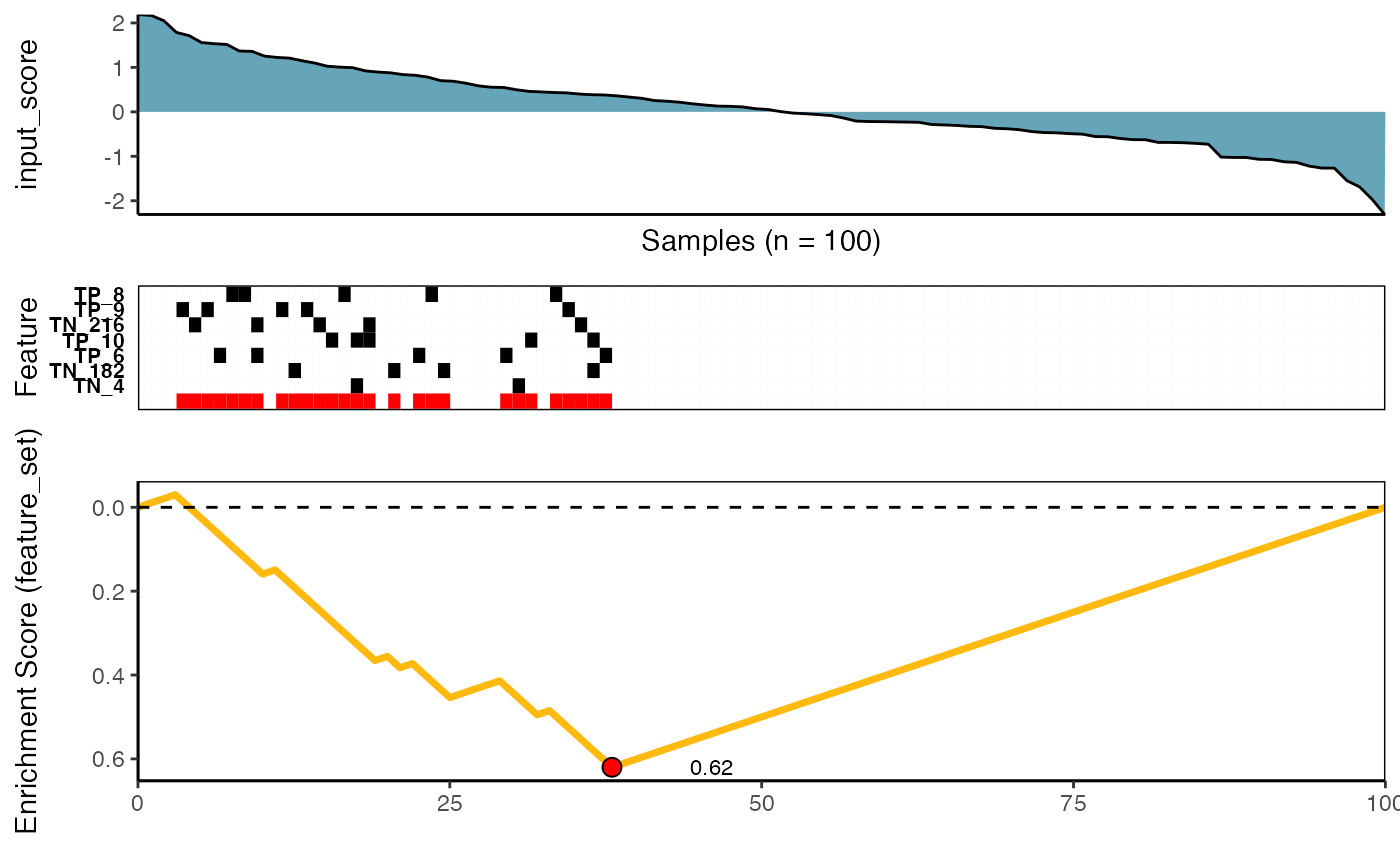 input_score
2
1
0
-1
-2
Samples (n = 100)
Feature
TP_8
TP_9
TN_216
TP_10
TP_6
TN_182
TN_4
Enrichment Score (feature_set)
0.0
0.2
0.4
0.6
0.62
0 25 50 75 100